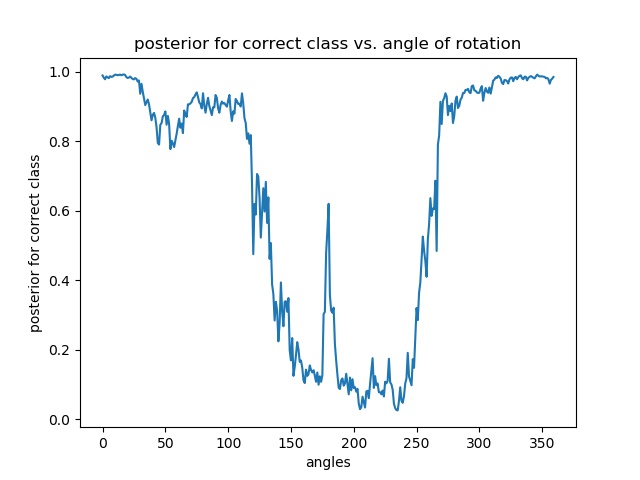 posterior for correct class vs. angle of rotation
posterior for correct class
1.0
0.8
0.6
0.4
0.2
0.0
0 50 100 150 200 250 300 350
angles